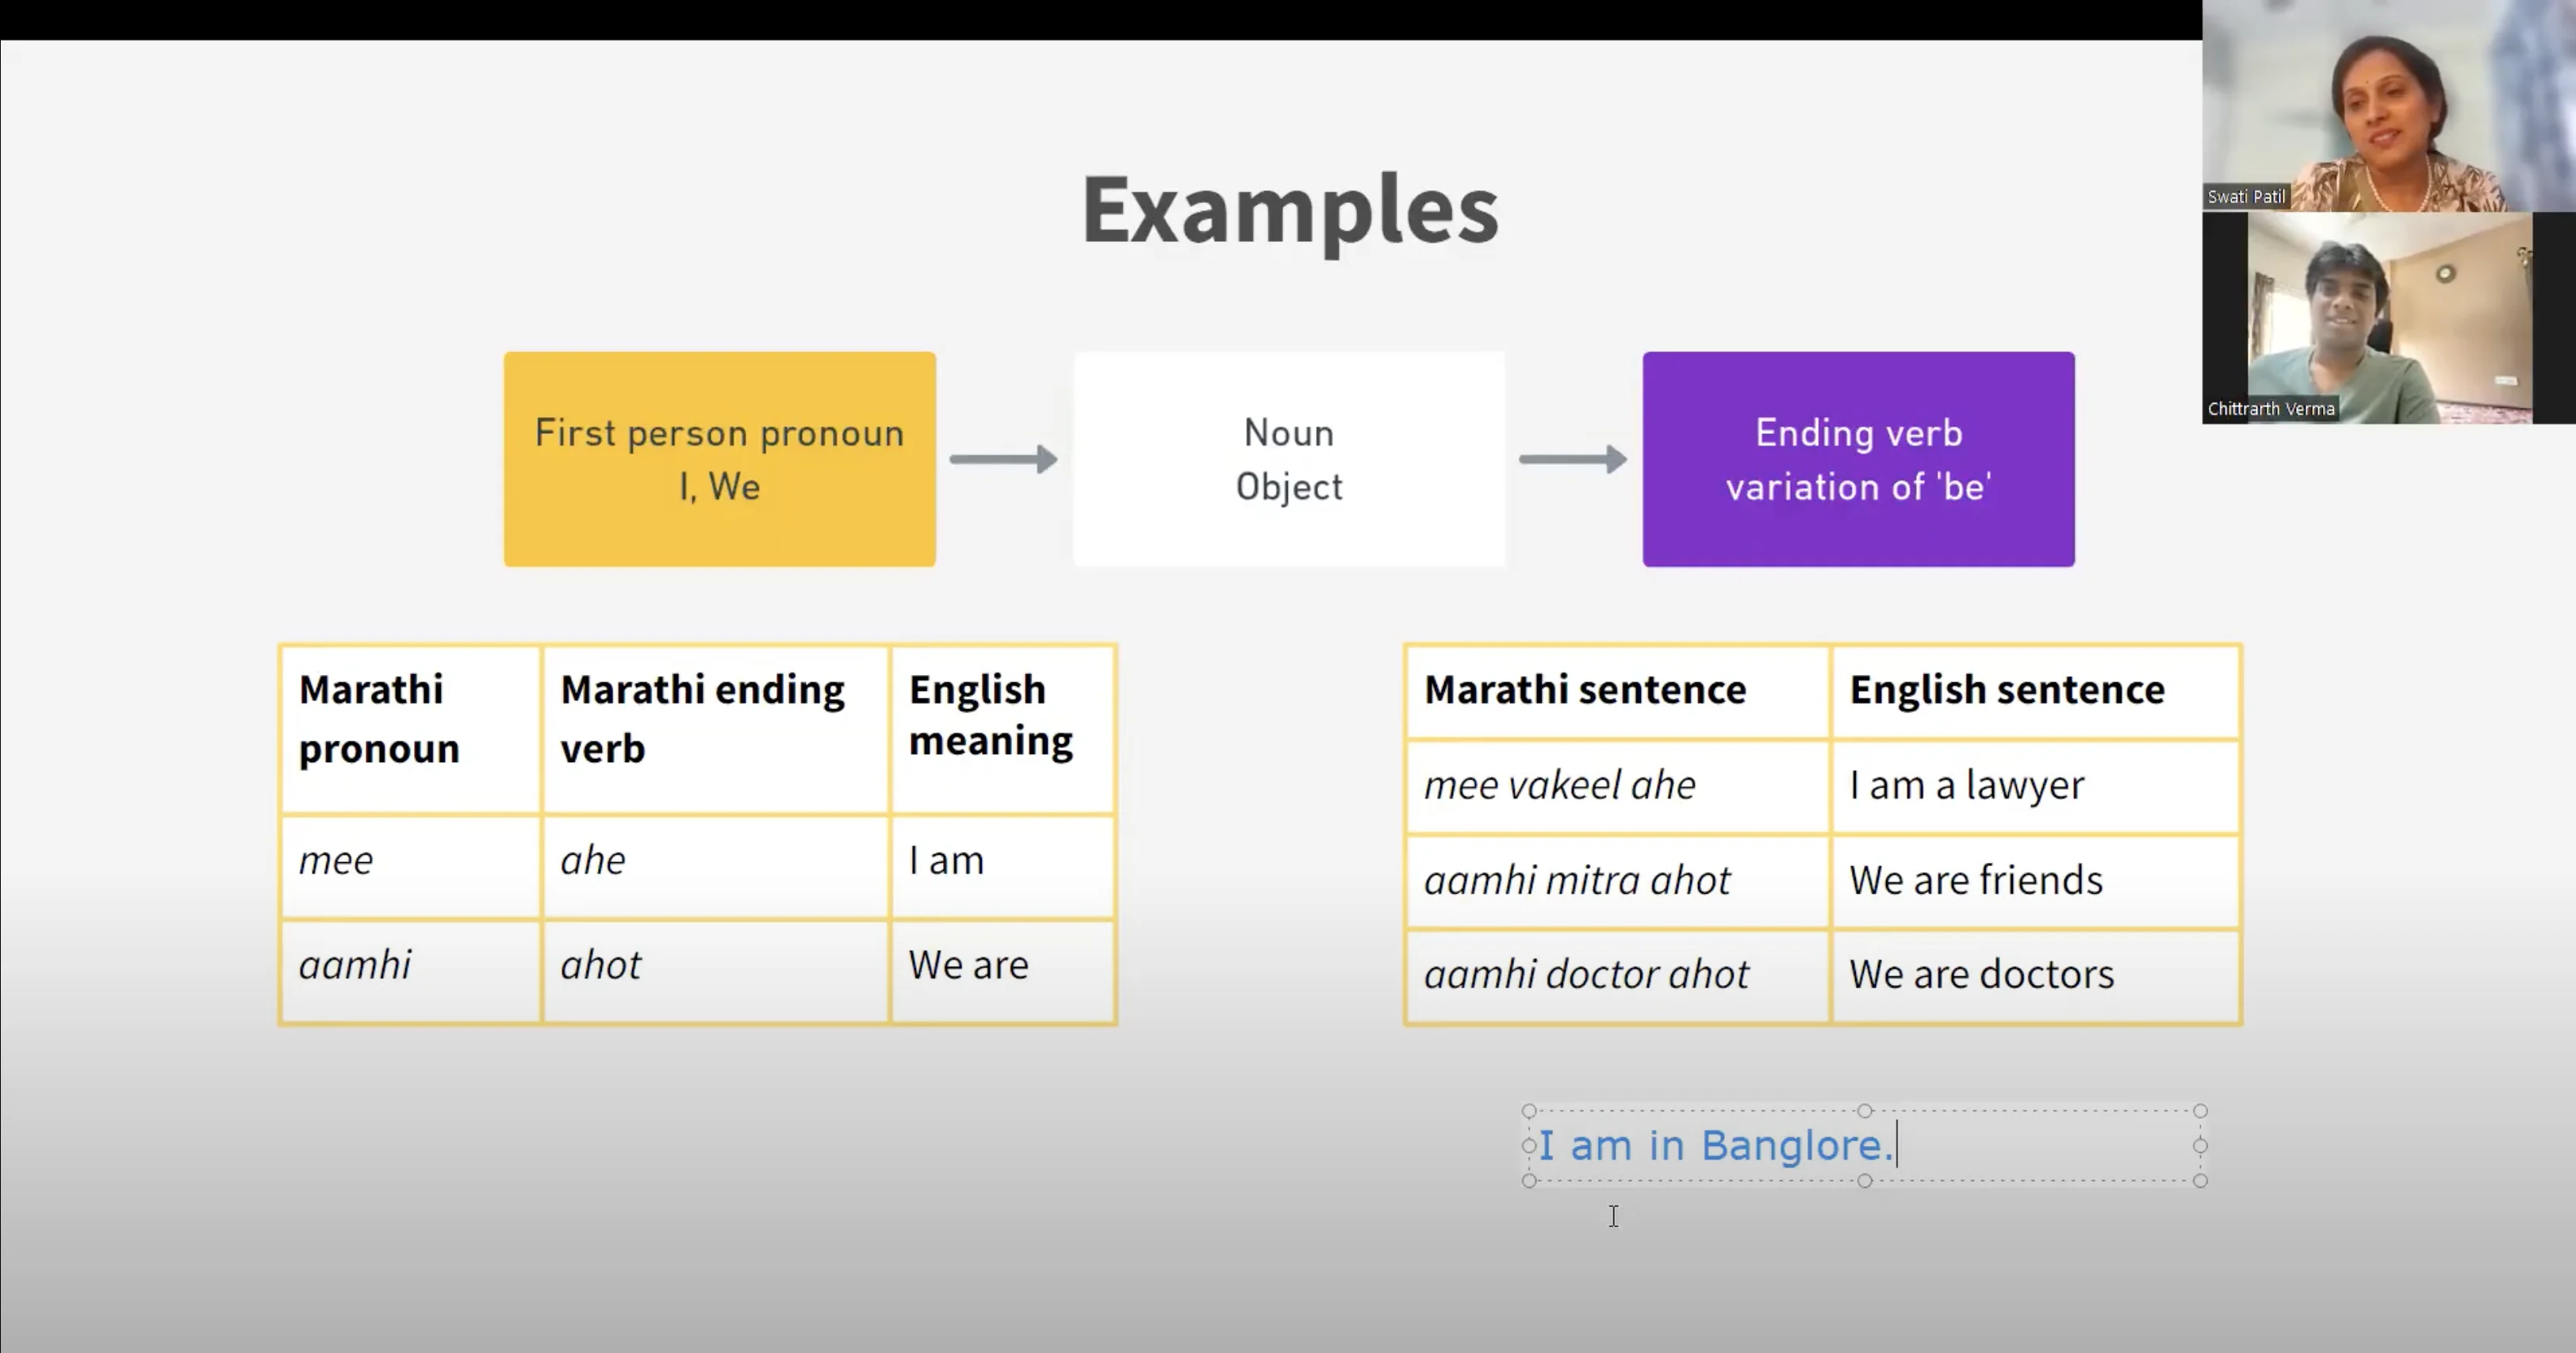 Examples
First person pronoun
I, We
Noun
Object
Ending verb
variation of 'be'
Marathi
pronoun
Marathi ending
verb
English
meaning
mee
ahe
I am
aamhi
ahot
We are
Marathi sentence
English sentence
mee vakeel ahe
I am a lawyer
aamhi mitra ahot
We are friends
aamhi doctor ahot
We are doctors
I am in Banglore.
Swati Patil
Chittrarth Verma